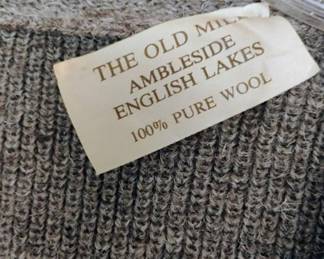 THE OLD MILL
AMBLESIDE
ENGLISH LAKES
100% PURE WOOL